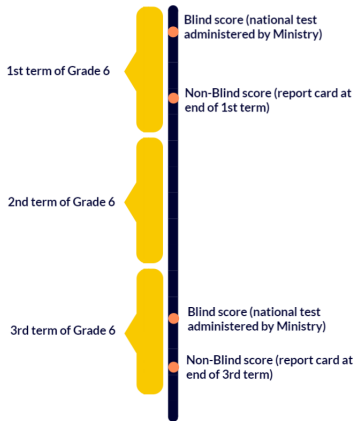 Blind score (national test
administered by Ministry)
1st term of Grade 6
Non-Blind score (report card at
end of 1st term)
2nd term of Grade 6
Blind score (national test
administered by Ministry)
3rd term of Grade 6
Non-Blind score (report card at
end of 3rd term)